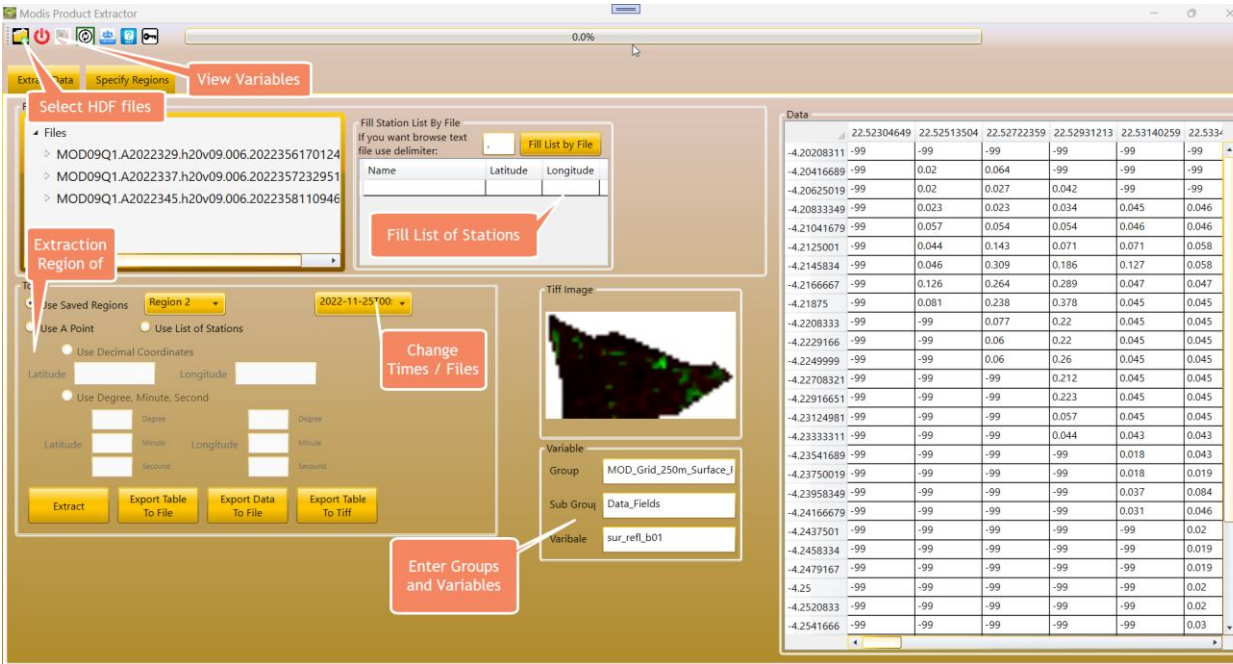 Modis Product Extractor
0.0%
View Variables
Specify Regions
Select HDF files
Files
MOD09Q1.A2022329.h20v09.006.2022356170124
MOD09Q1.A2022337.h20v09.006.2022357232951
MOD09Q1.A2022345.h20v09.006.2022358110946
Extraction
Region of
Fill Station List By File
If you want browse text
file use delimiter:
,
Fill List by File
Name Latitude Longitude
Fill List of Stations
Use Saved Regions
Region 2
2022-11-25T00:
Use A Point
Use List of Stations
Change
Times / Files
Use Decimal Coordinates
Latitude
Longitude
Use Degree, Minute, Second
Degree Degree
Latitude Minute Longitude Minute
Secound Secound
Extract
Export Table
To File
Export Data
To File
Export Table
To Tiff
Tiff Image
Variable
Group MOD_Grid_250m_Surface_
Sub Grou Data_Fields
Varibale sur_refl_b01
Enter Groups
and Variables
Data
22.52304649 22.52513504 22.52722359 22.52931213 22.53140259 22.533
-4.20208311 -99 -99 -99 -99 -99 -99
-4.20416689 -99 0.02 0.064 -99 -99 -99
-4.20625019 -99 0.02 0.027 0.042 -99 -99
-4.20833349 -99 0.023 0.023 0.034 0.045 0.046
-4.21041679 -99 0.057 0.054 0.054 0.046 0.046
-4.2125001 -99 0.044 0.143 0.071 0.071 0.058
-4.2145834 -99 0.046 0.309 0.186 0.127 0.058
-4.2166667 -99 0.126 0.264 0.289 0.047 0.047
-4.21875 -99 0.081 0.238 0.378 0.045 0.045
-4.2208333 -99 -99 0.077 0.22 0.045 0.045
-4.2229166 -99 -99 0.06 0.22 0.045 0.045
-4.2249999 -99 -99 0.06 0.26 0.045 0.045
-4.22708321 -99 -99 -99 0.212 0.045 0.045
-4.22916651 -99 -99 -99 0.223 0.045 0.045
-4.23124981 -99 -99 -99 0.057 0.045 0.045
-4.23333311 -99 -99 -99 0.044 0.043 0.043
-4.23541689 -99 -99 -99 -99 0.018 0.043
-4.23750019 -99 -99 -99 -99 0.018 0.019
-4.23958349 -99 -99 -99 -99 0.037 0.084
-4.24166679 -99 -99 -99 -99 0.031 0.046
-4.2437501 -99 -99 -99 -99 -99 0.02
-4.2458334 -99 -99 -99 -99 -99 0.019
-4.2479167 -99 -99 -99 -99 -99 0.019
-4.25 -99 -99 -99 -99 -99 0.02
-4.2520833 -99 -99 -99 -99 -99 0.02
-4.2541666 -99 -99 -99 -99 -99 0.03